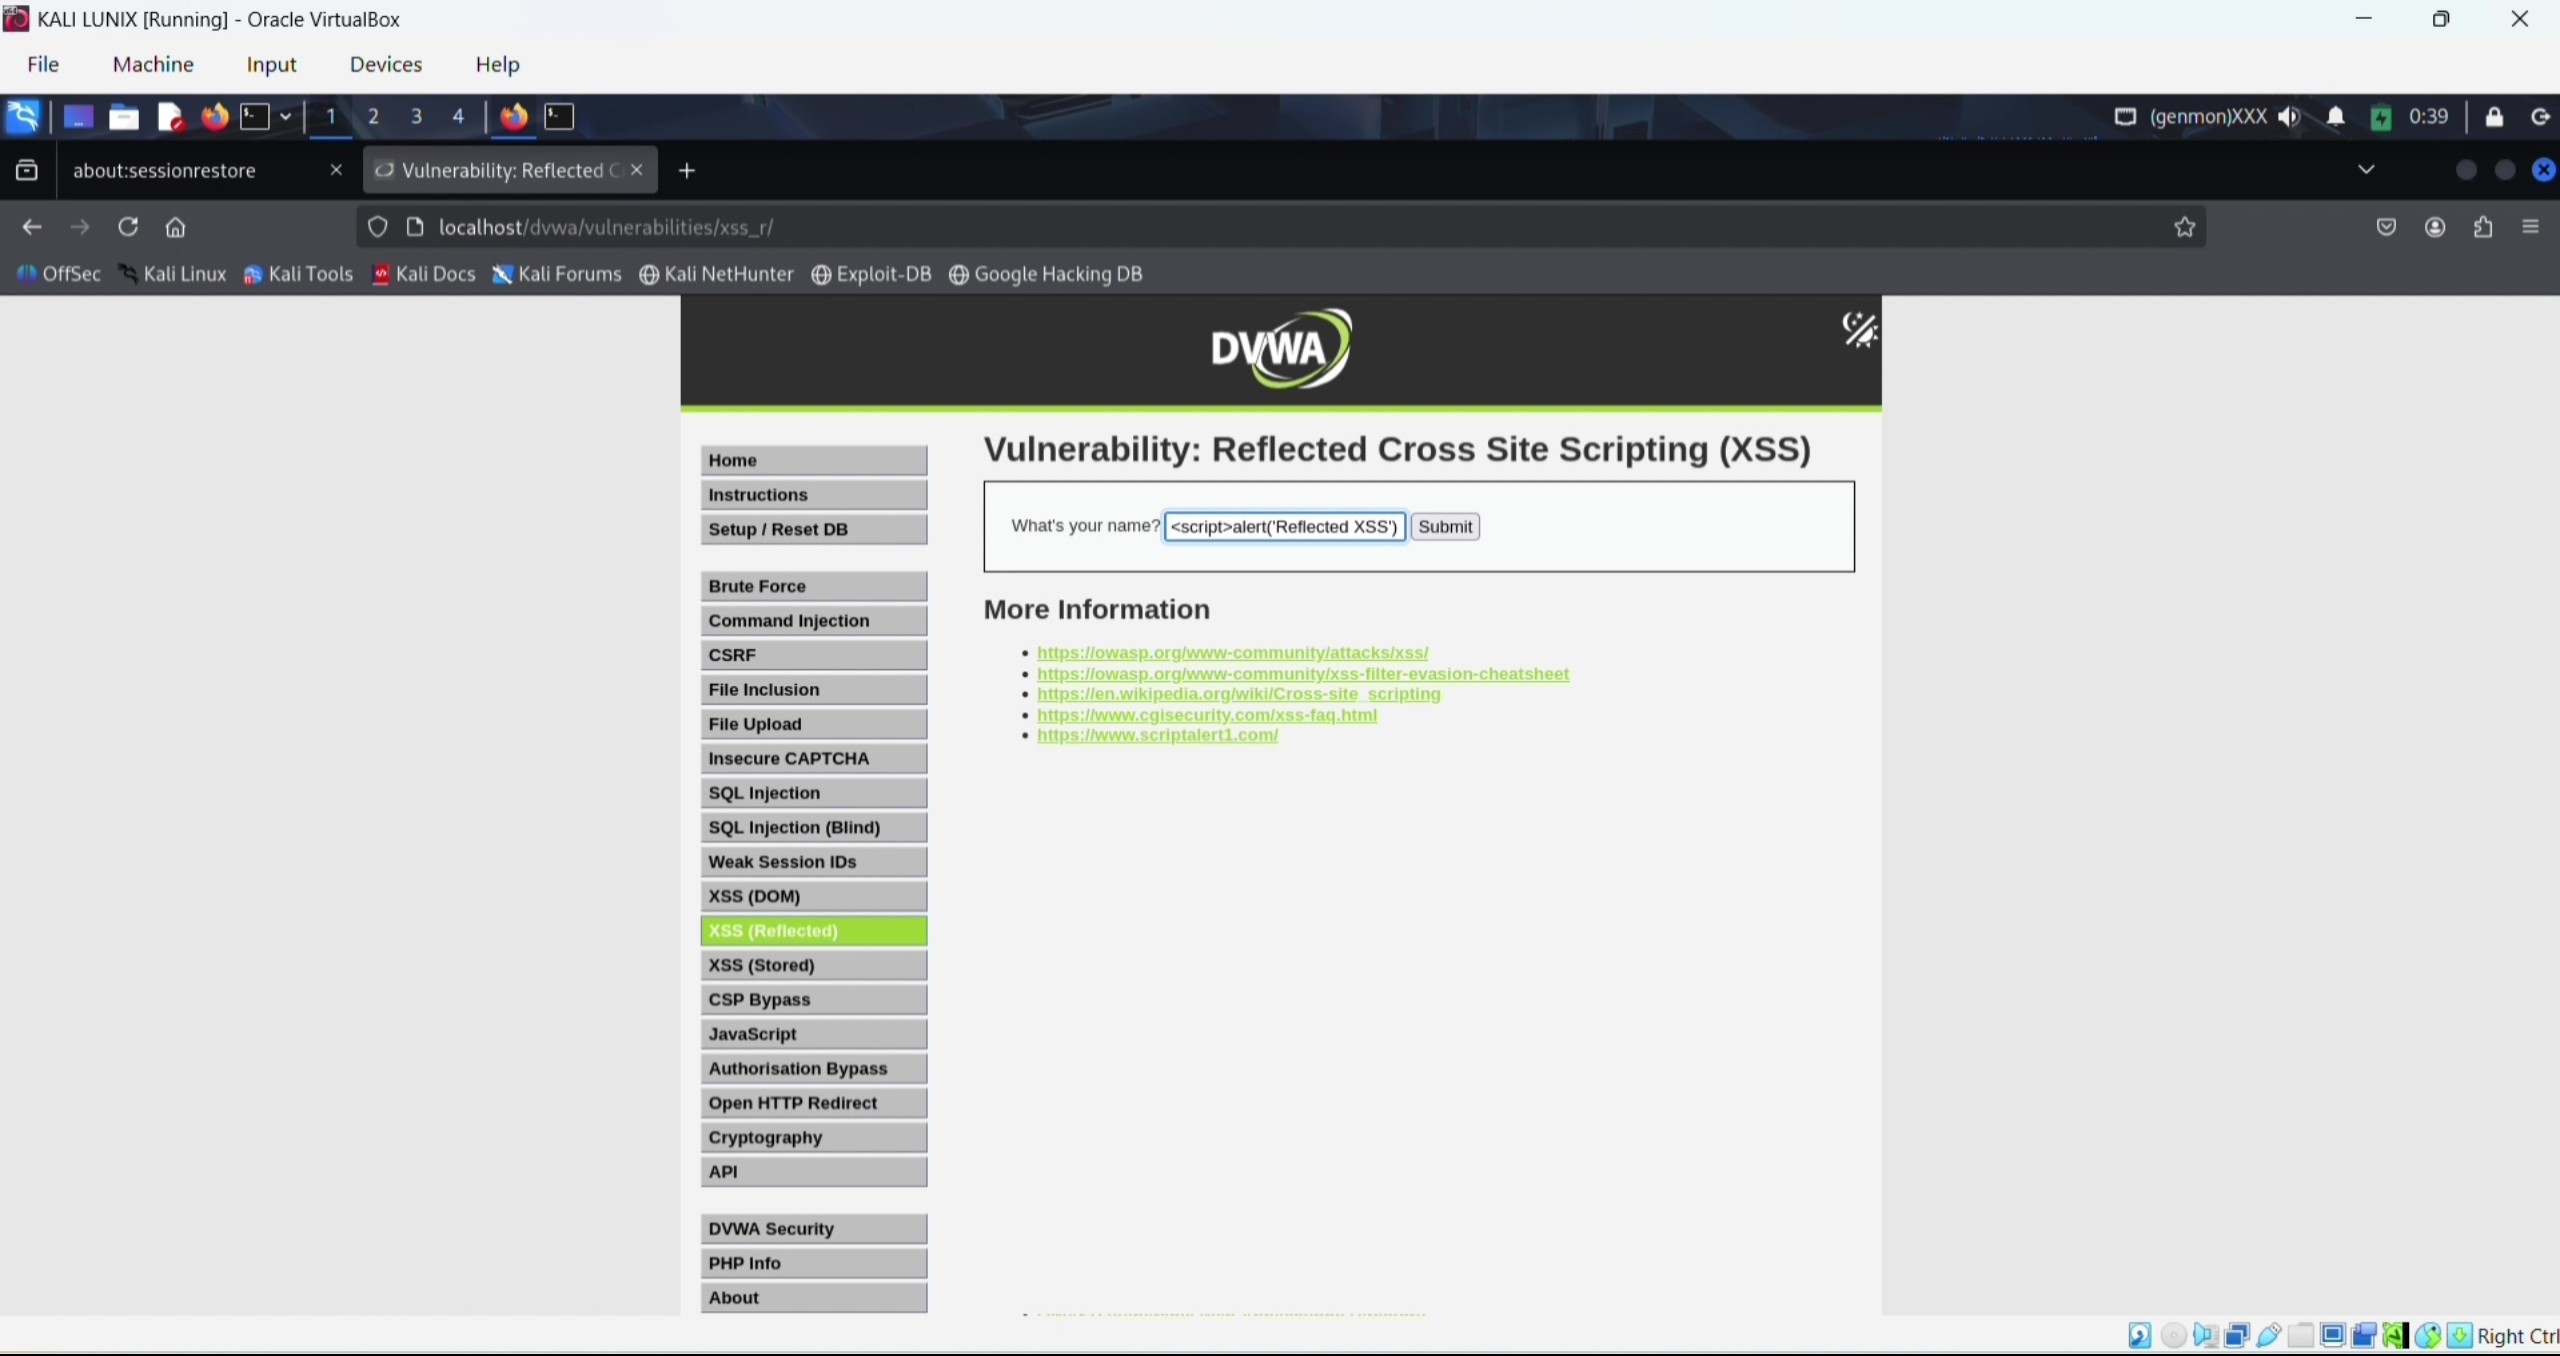 KALI LUNIX [Running] - Oracle VirtualBox
File Machine Input Devices Help
1 2 3 4 (genmon)XXX 0:39
about:sessionrestore Vulnerability: Reflected C
localhost/dvwa/vulnerabilities/xss_r/
OffSec Kali Linux Kali Tools Kali Docs Kali Forums Kali NetHunter Exploit-DB Google Hacking DB
DVWA
Home
Instructions
Setup / Reset DB
Brute Force
Command Injection
CSRF
File Inclusion
File Upload
Insecure CAPTCHA
SQL Injection
SQL Injection (Blind)
Weak Session IDs
XSS (DOM)
XSS (Reflected)
XSS (Stored)
CSP Bypass
JavaScript
Authorisation Bypass
Open HTTP Redirect
Cryptography
API
DVWA Security
PHP Info
About
Vulnerability: Reflected Cross Site Scripting (XSS)
What's your name? <script>alert('Reflected XSS') Submit
More Information
https://owasp.org/www-community/attacks/xss/
https://owasp.org/www-community/xss-filter-evasion-cheatsheet
https://en.wikipedia.org/wiki/Cross-site_scripting
https://www.cgisecurity.com/xss-faq.html
https://www.scriptalert1.com/
Right Ctrl